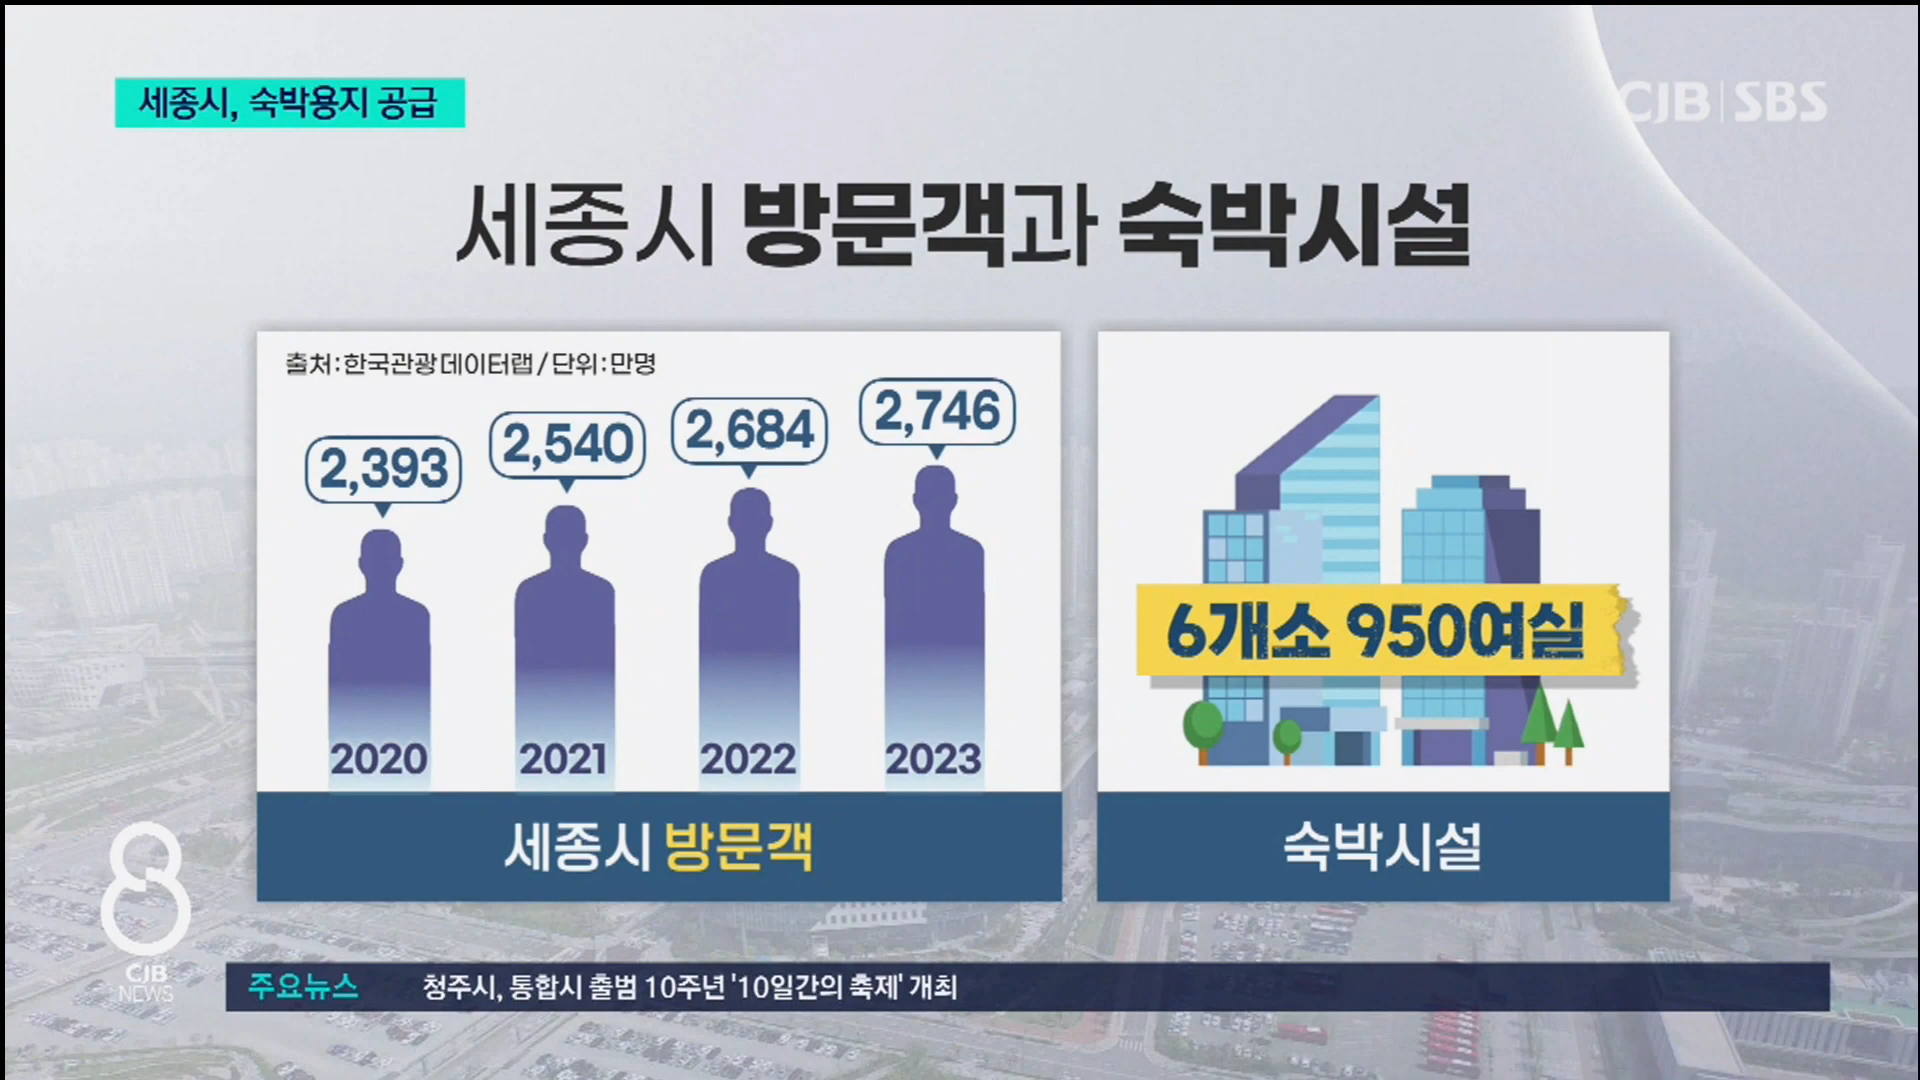 세종시, 숙박용지 공급
CJB SBS
세종시 방문객과 숙박시설
출처:한국관광 데이터랩 / 단위:만명
2,393
2,540
2,684
2,746
2020
2021
2022
2023
세종시 방문객
6개소 950여실
숙박시설
8
CJB
NEWS
주요뉴스
청주시, 통합시 출범 10주년 '10일간의 축제' 개최